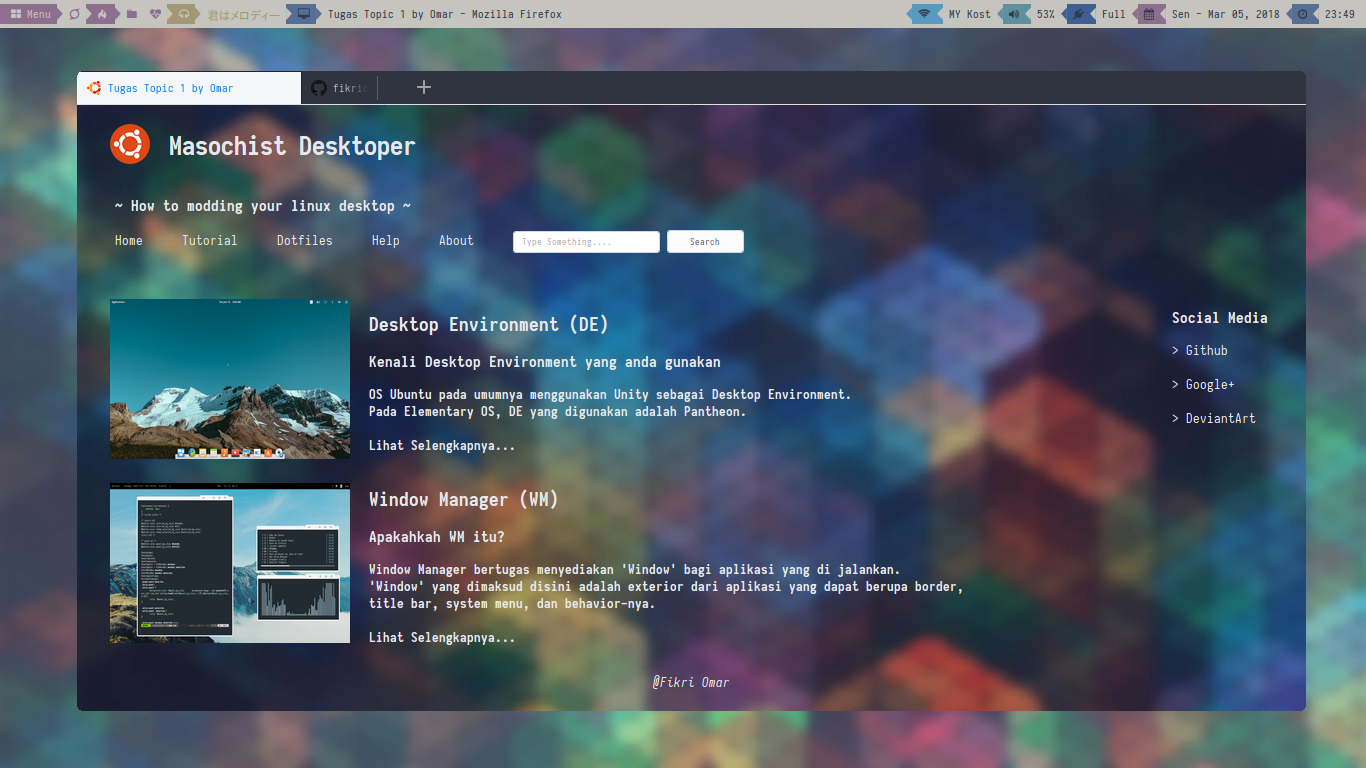 Menu
君はメロディー
Tugas Topic 1 by Omar - Mozilla Firefox
MY Kost
53%
Full
Sen - Mar 05, 2018
23:49
Tugas Topic 1 by Omar
fikri
Masochist Desktoper
~ How to modding your linux desktop ~
Home Tutorial Dotfiles Help About
Type Something....
Search
Desktop Environment (DE)
Kenali Desktop Environment yang anda gunakan
OS Ubuntu pada umumnya menggunakan Unity sebagai Desktop Environment.
Pada Elementary OS, DE yang digunakan adalah Pantheon.
Lihat Selengkapnya...
Window Manager (WM)
Apakahkah WM itu?
Window Manager bertugas menyediakan 'Window' bagi aplikasi yang di jalankan.
'Window' yang dimaksud disini adalah exterior dari aplikasi yang dapat berupa border,
title bar, system menu, dan behavior-nya.
Lihat Selengkapnya...
Social Media
> Github
> Google+
> DeviantArt
@Fikri Omar